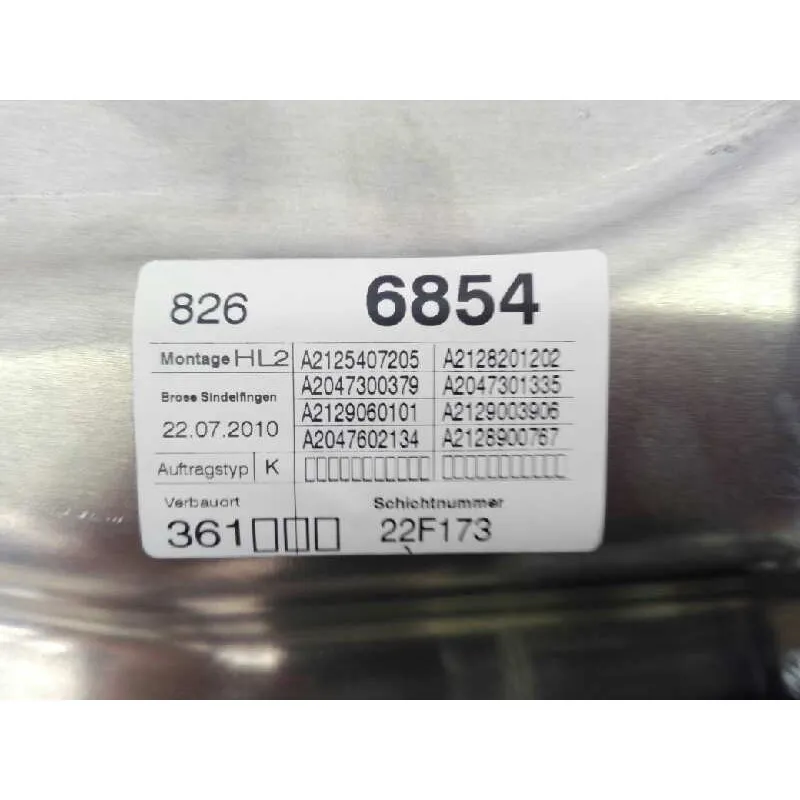 826 6854
Montage HL2 A2125407205 A2128201202
A2047300379 A2047301335
Brose Sindelfingen A2129060101 A2129003906
22.07.2010 A2047602134 A2128900767
Auftragstyp K ▯▯▯▯▯▯▯▯▯▯▯ ▯▯▯▯▯▯▯▯▯▯▯
Verbauort Schichtnummer
361▯▯▯ 22F173